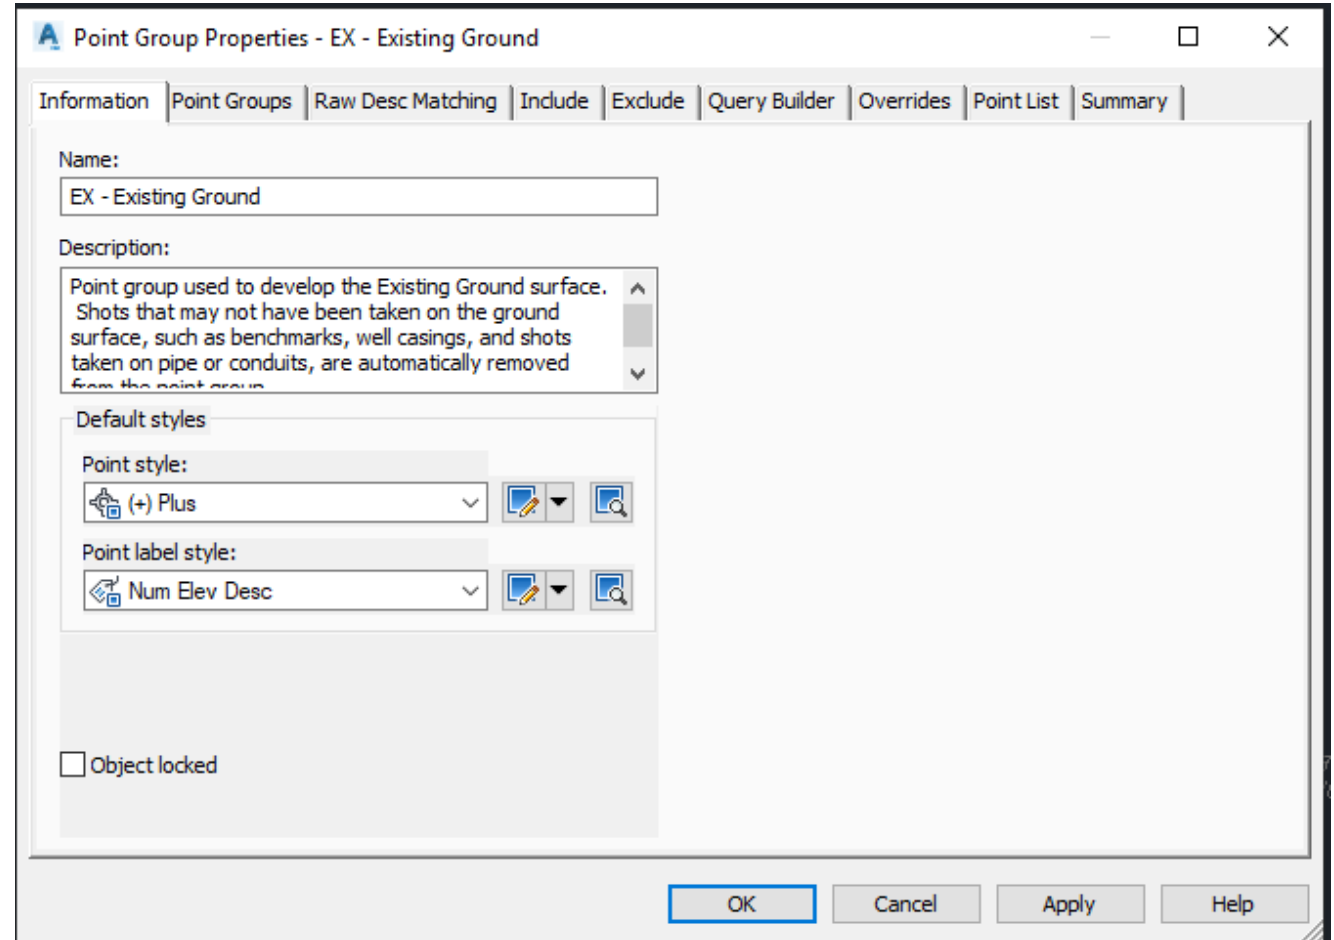 Point Group Properties - EX - Existing Ground
Information Point Groups Raw Desc Matching Include Exclude Query Builder Overrides Point List Summary
Name:
EX - Existing Ground
Description:
Point group used to develop the Existing Ground surface.
Shots that may not have been taken on the ground
surface, such as benchmarks, well casings, and shots
taken on pipe or conduits, are automatically removed
from the point group
Default styles
Point style:
(+) Plus
Point label style:
Num Elev Desc
Object locked
OK Cancel Apply Help